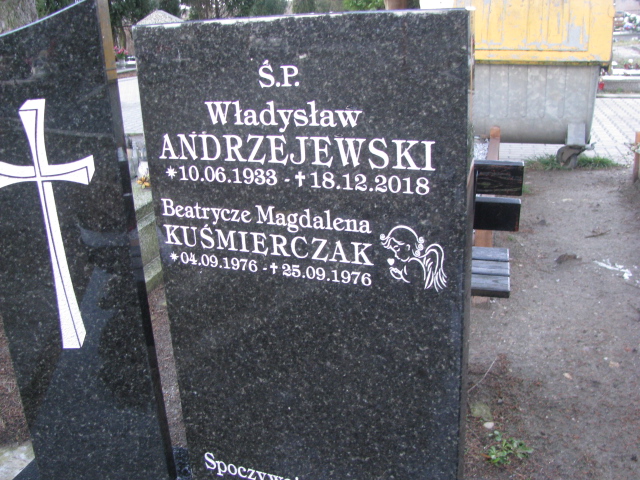 Ś.P.
Władysław
ANDRZEJEWSKI
*10.06.1933 - †18.12.2018
Beatrycze Magdalena
KUŚMIERCZAK
*04.09.1976 - †25.09.1976